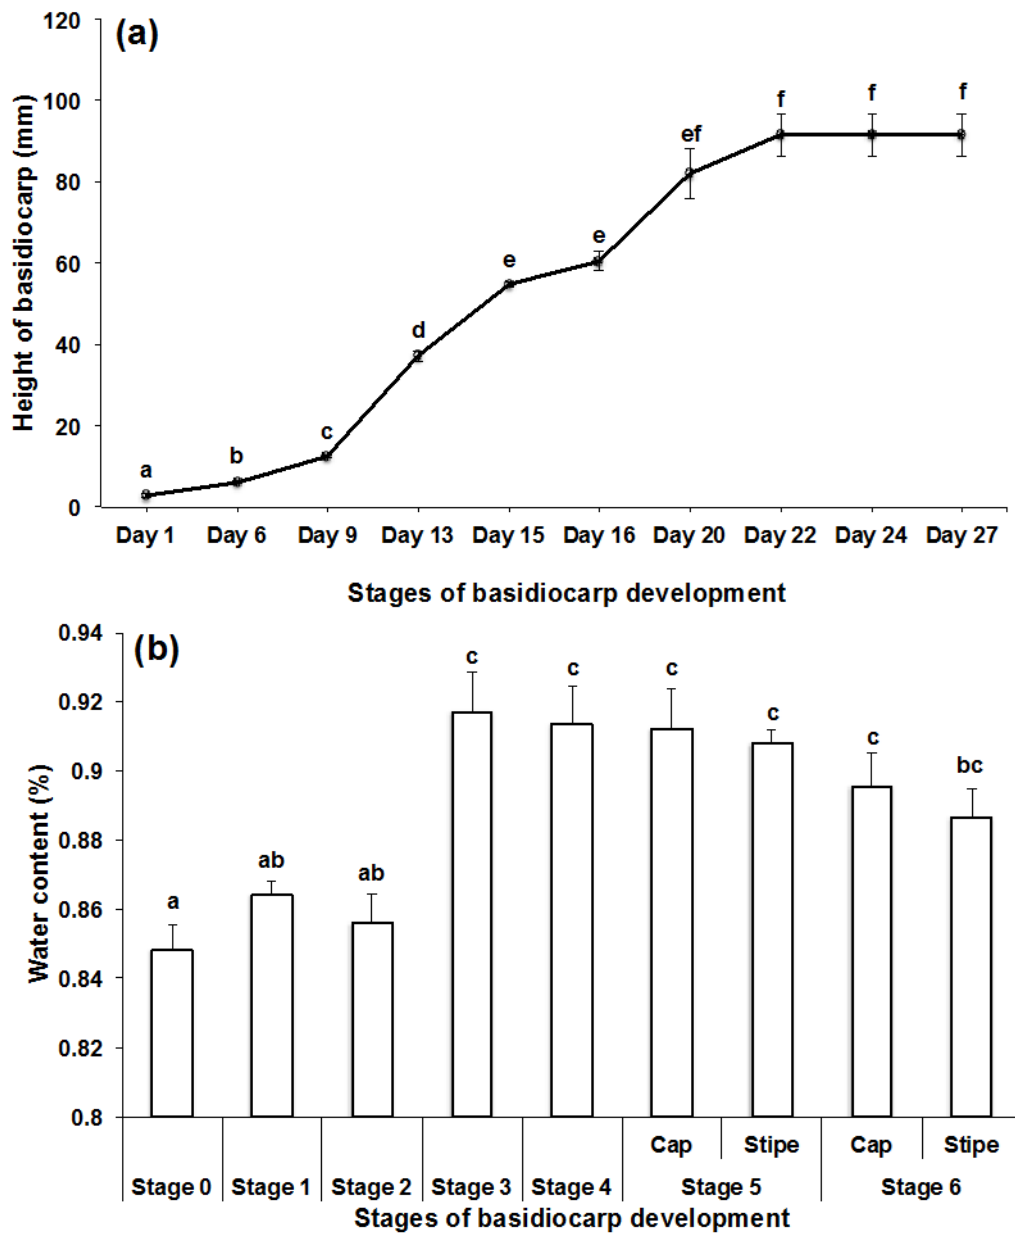 (a)
Height of basidiocarp (mm)
120
100
80
60
40
20
0
a
b
c
d
e
e
ef
f
f
f
Day 1 Day 6 Day 9 Day 13 Day 15 Day 16 Day 20 Day 22 Day 24 Day 27
Stages of basidiocarp development
(b)
Water content (%)
0.94
0.92
0.9
0.88
0.86
0.84
0.82
0.8
a
ab
ab
c
c
c
c
c
bc
Cap Stipe Cap Stipe
Stage 0 Stage 1 Stage 2 Stage 3 Stage 4 Stage 5 Stage 6
Stages of basidiocarp development